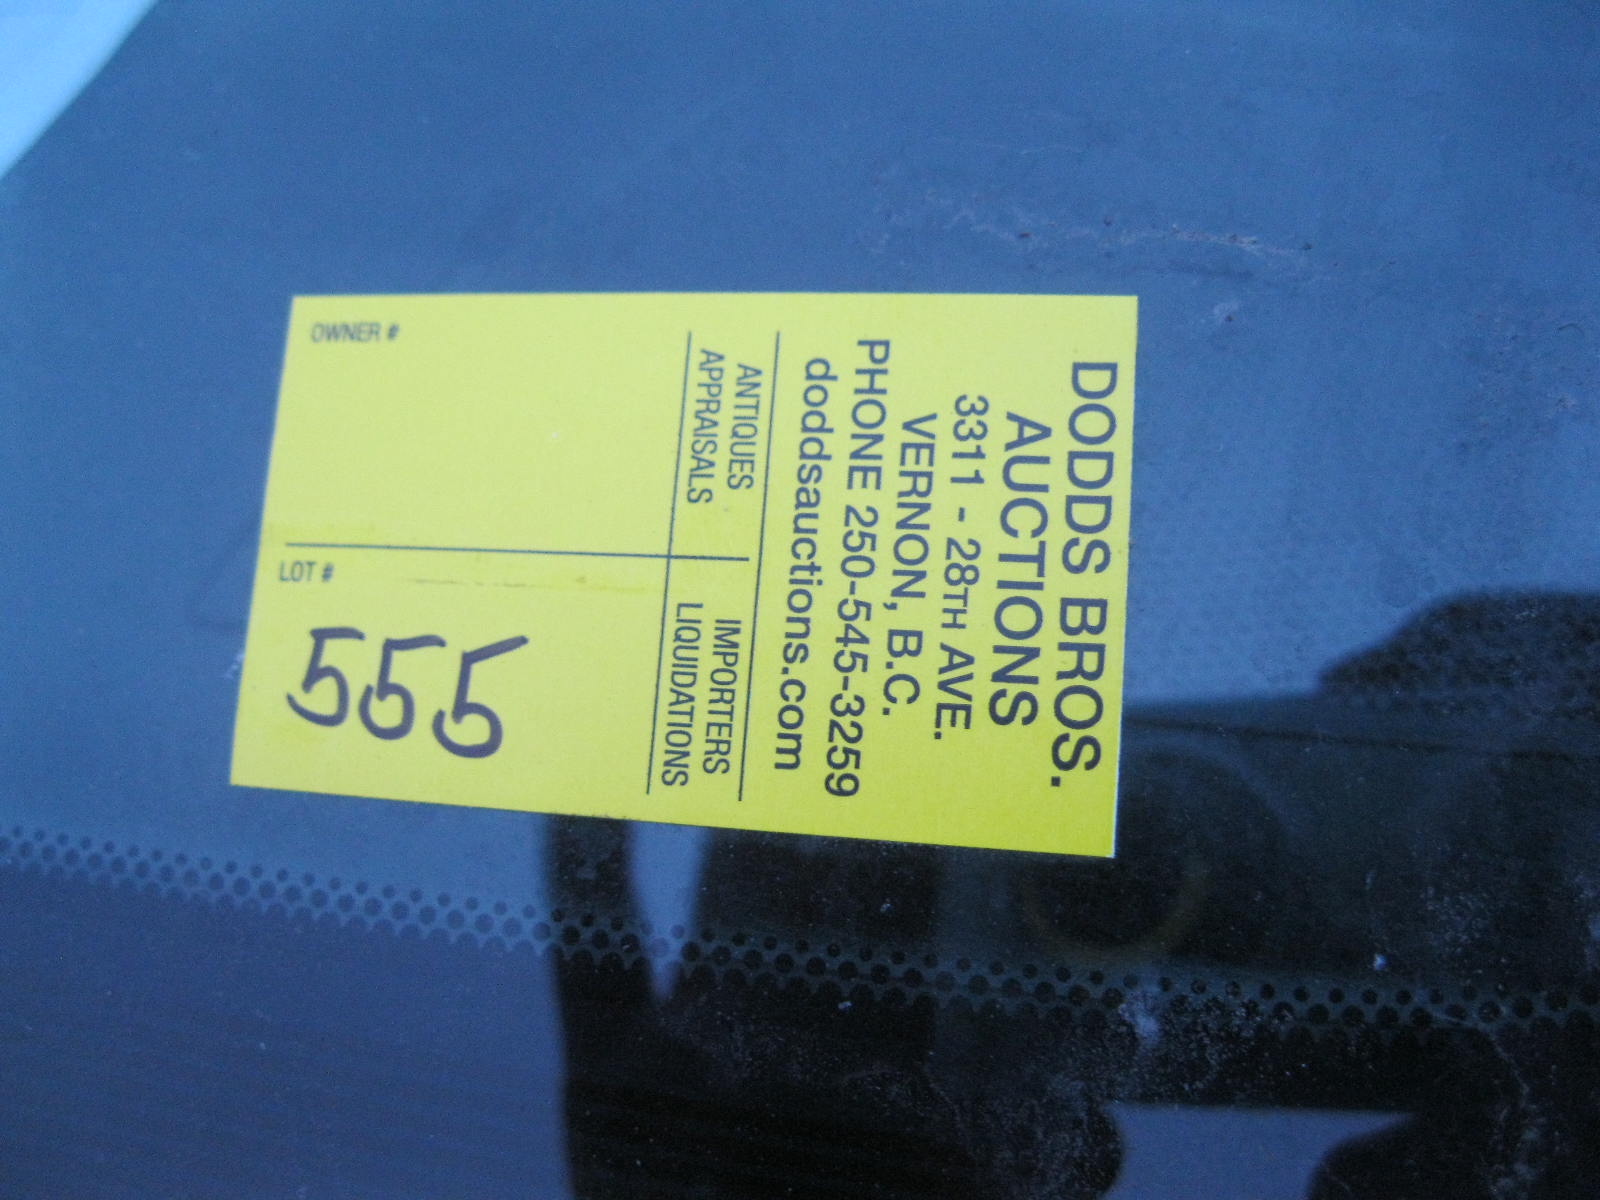 DODDS BROS.
AUCTIONS
3311 - 28TH AVE.
VERNON, B.C.
PHONE 250-545-3259
doddsauctions.com
ANTIQUES IMPORTERS
APPRAISALS LIQUIDATIONS
OWNER # LOT #
555